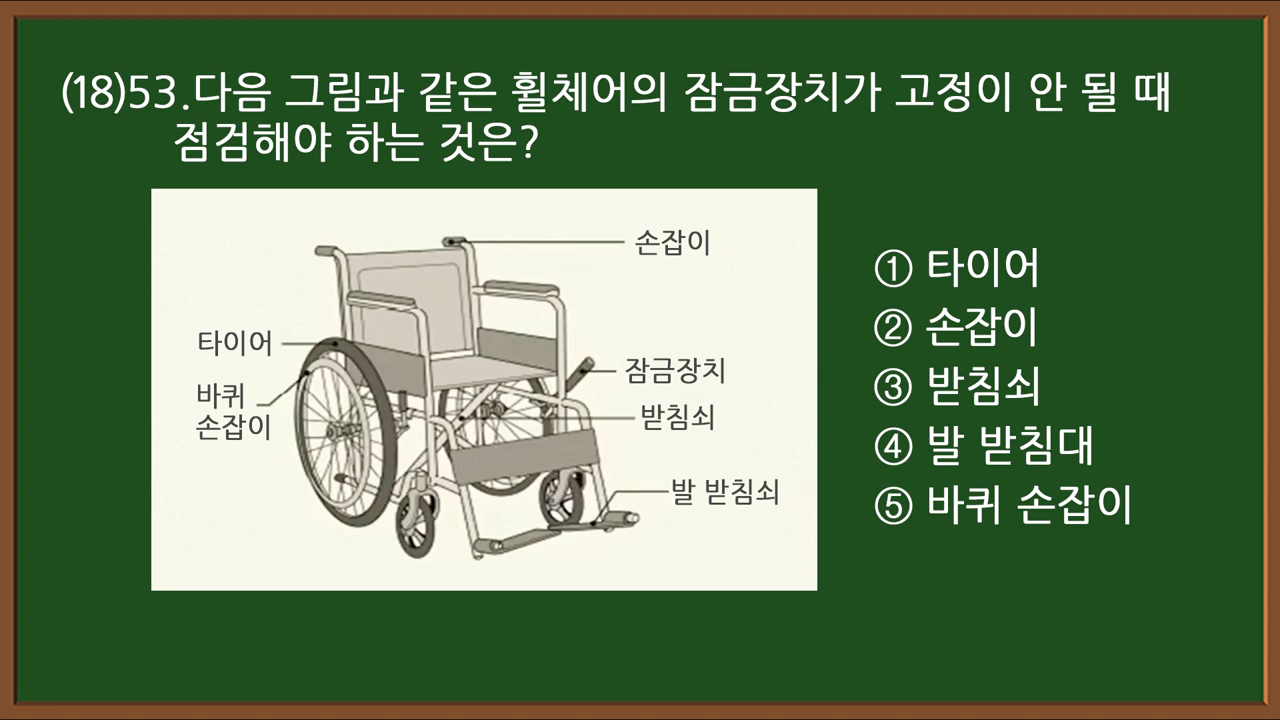 (18)53.다음 그림과 같은 휠체어의 잠금장치가 고정이 안 될 때
점검해야 하는 것은?
손잡이
타이어
바퀴
손잡이
잠금장치
받침쇠
발 받침쇠
① 타이어
② 손잡이
③ 받침쇠
④ 발 받침대
⑤ 바퀴 손잡이